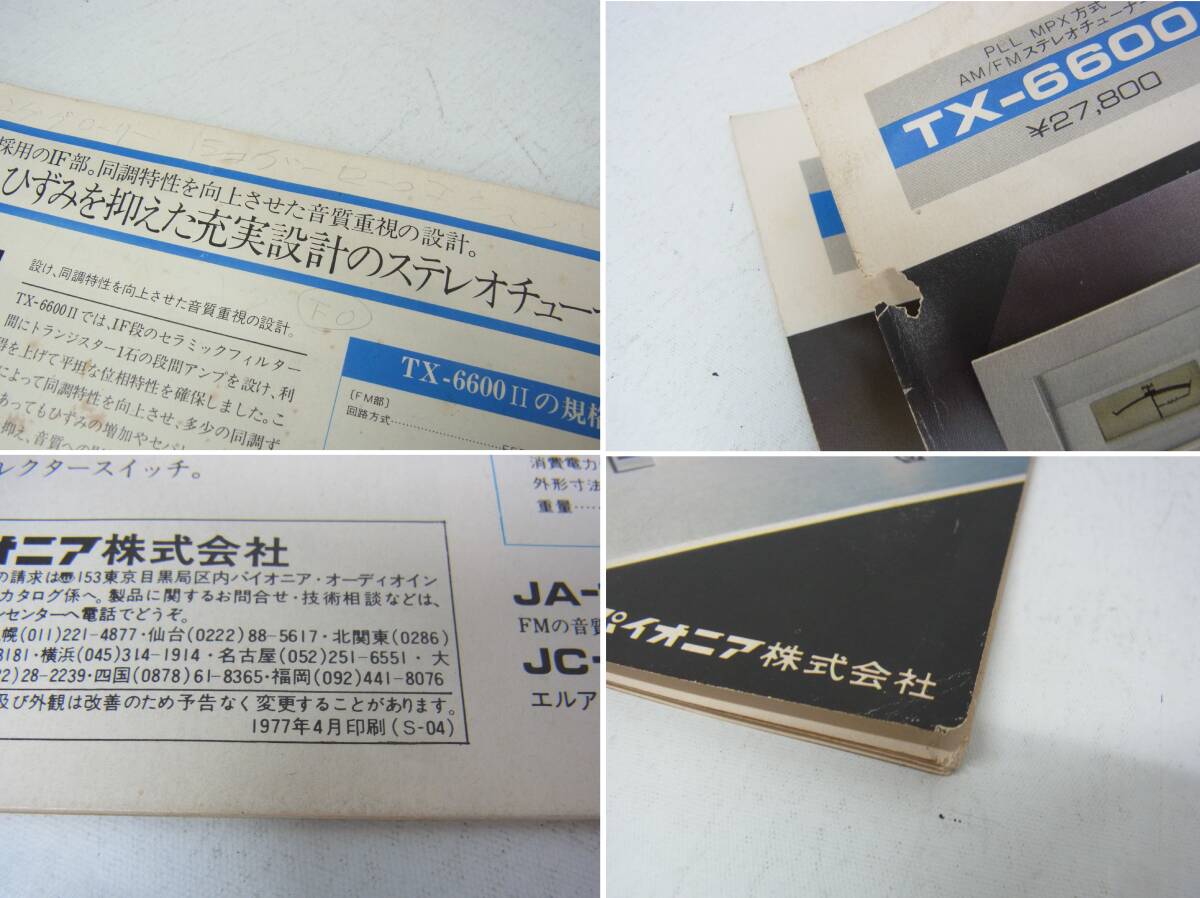 採用のIF部。同調特性を向上させた音質重視の設計。
ひずみを抑えた充実設計のステレオチュー
設け、同調特性を向上させた音質重視の設計。
FO
TX-6600IIでは、IF段のセラミックフィルター
間にトランジスター1石の段間アンプを設け、利
得を上げて平坦な位相特性を確保しました。こ
によって同調特性を向上させ、多少の同調ず
あってもひずみの増加やセパ
抑え、音質への
TX-6600IIの規格
〔FM部〕
回路方式
PLL MPX方式
AM/FMステレオチューナー
TX-6600
¥27,800
レクタースイッチ。
消費電力
外形寸法
重量
オニア株式会社
の請求は〒153東京目黒局区内パイオニア・オーディオイン
カタログ係へ。製品に関するお問合せ・技術相談などは、
ンセンターへ電話でどうぞ。
幌(011)221-4877・仙台(0222)88-5617・北関東(0286)
8181・横浜(045)314-1914・名古屋(052)251-6551・大
2)28-2239・四国(0878)61-8365・福岡(092)441-8076
及び外観は改善のため予告なく変更することがあります。
1977年4月印刷(S-04)
JA-
FMの音質
JC-
エルア
パイオニア株式会社